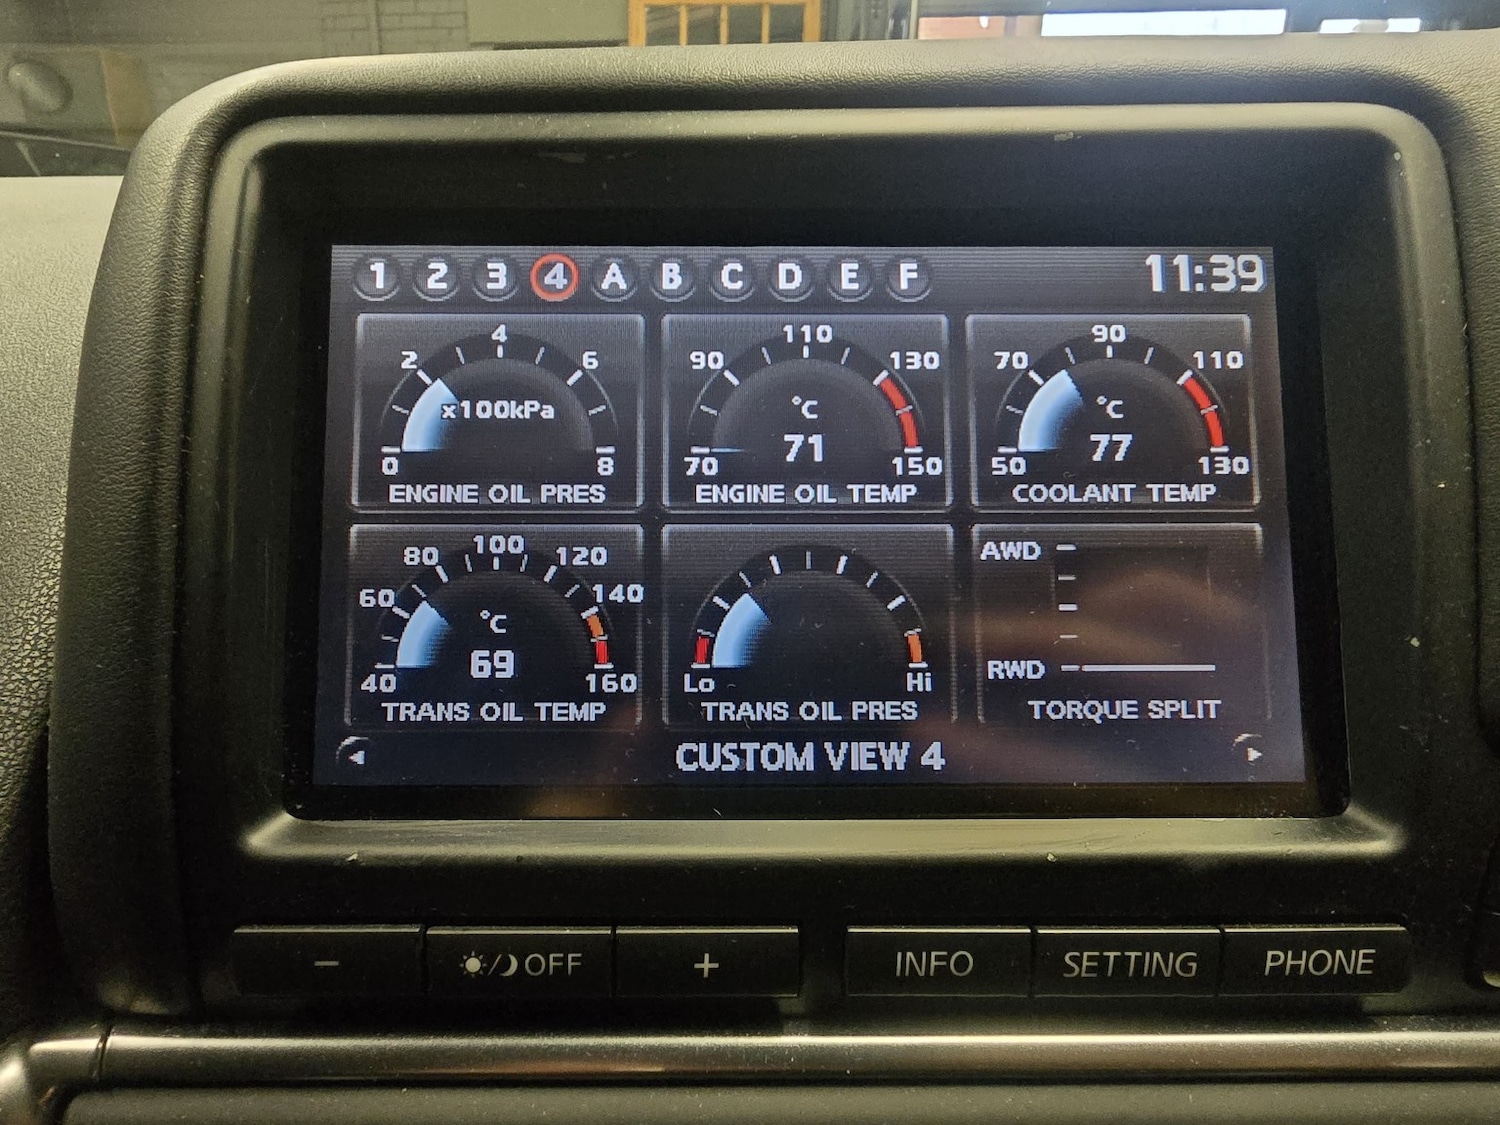 1 2 3 4 A B C D E F 11:39
2 4 6
x100kPa
0 8
ENGINE OIL PRES
90 110 130
°C
71
70 150
ENGINE OIL TEMP
70 90 110
°C
77
50 130
COOLANT TEMP
60 80 100 120 140
°C
69
40 160
TRANS OIL TEMP
Lo Hi
TRANS OIL PRES
AWD
RWD
TORQUE SPLIT
CUSTOM VIEW 4
− /OFF + INFO SETTING PHONE